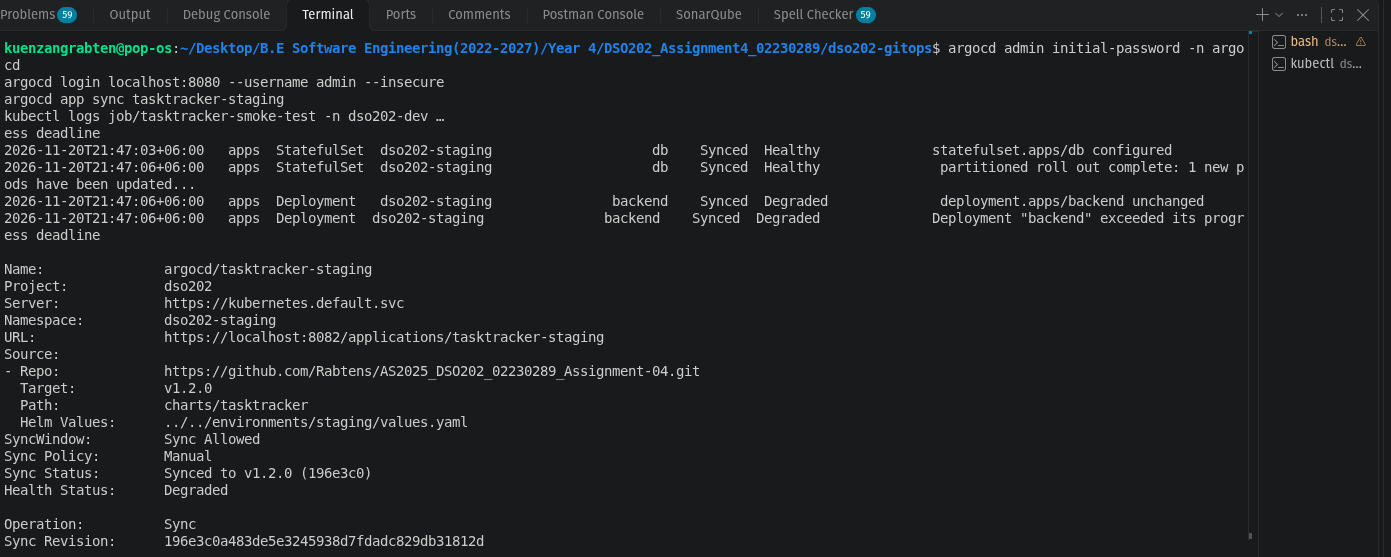 Problems 59 Output Debug Console Terminal Ports Comments Postman Console SonarQube Spell Checker 59
kuenzangrabten@pop-os:~/Desktop/B.E Software Engineering(2022-2027)/Year 4/DSO202_Assignment4_02230289/dso202-gitops$ argocd admin initial-password -n argo
cd
argocd login localhost:8080 --username admin --insecure
argocd app sync tasktracker-staging
kubectl logs job/tasktracker-smoke-test -n dso202-dev …
ess deadline
2026-11-20T21:47:03+06:00 apps StatefulSet dso202-staging db Synced Healthy statefulset.apps/db configured
2026-11-20T21:47:06+06:00 apps StatefulSet dso202-staging db Synced Healthy partitioned roll out complete: 1 new p
ods have been updated...
2026-11-20T21:47:06+06:00 apps Deployment dso202-staging backend Synced Degraded deployment.apps/backend unchanged
2026-11-20T21:47:06+06:00 apps Deployment dso202-staging backend Synced Degraded Deployment "backend" exceeded its progr
ess deadline
Name: argocd/tasktracker-staging
Project: dso202
Server: https://kubernetes.default.svc
Namespace: dso202-staging
URL: https://localhost:8082/applications/tasktracker-staging
Source:
- Repo: https://github.com/Rabtens/AS2025_DSO202_02230289_Assignment-04.git
Target: v1.2.0
Path: charts/tasktracker
Helm Values: ../../environments/staging/values.yaml
SyncWindow: Sync Allowed
Sync Policy: Manual
Sync Status: Synced to v1.2.0 (196e3c0)
Health Status: Degraded
Operation: Sync
Sync Revision: 196e3c0a483de5e3245938d7fdadc829db31812d
bash ds...
kubectl ds...